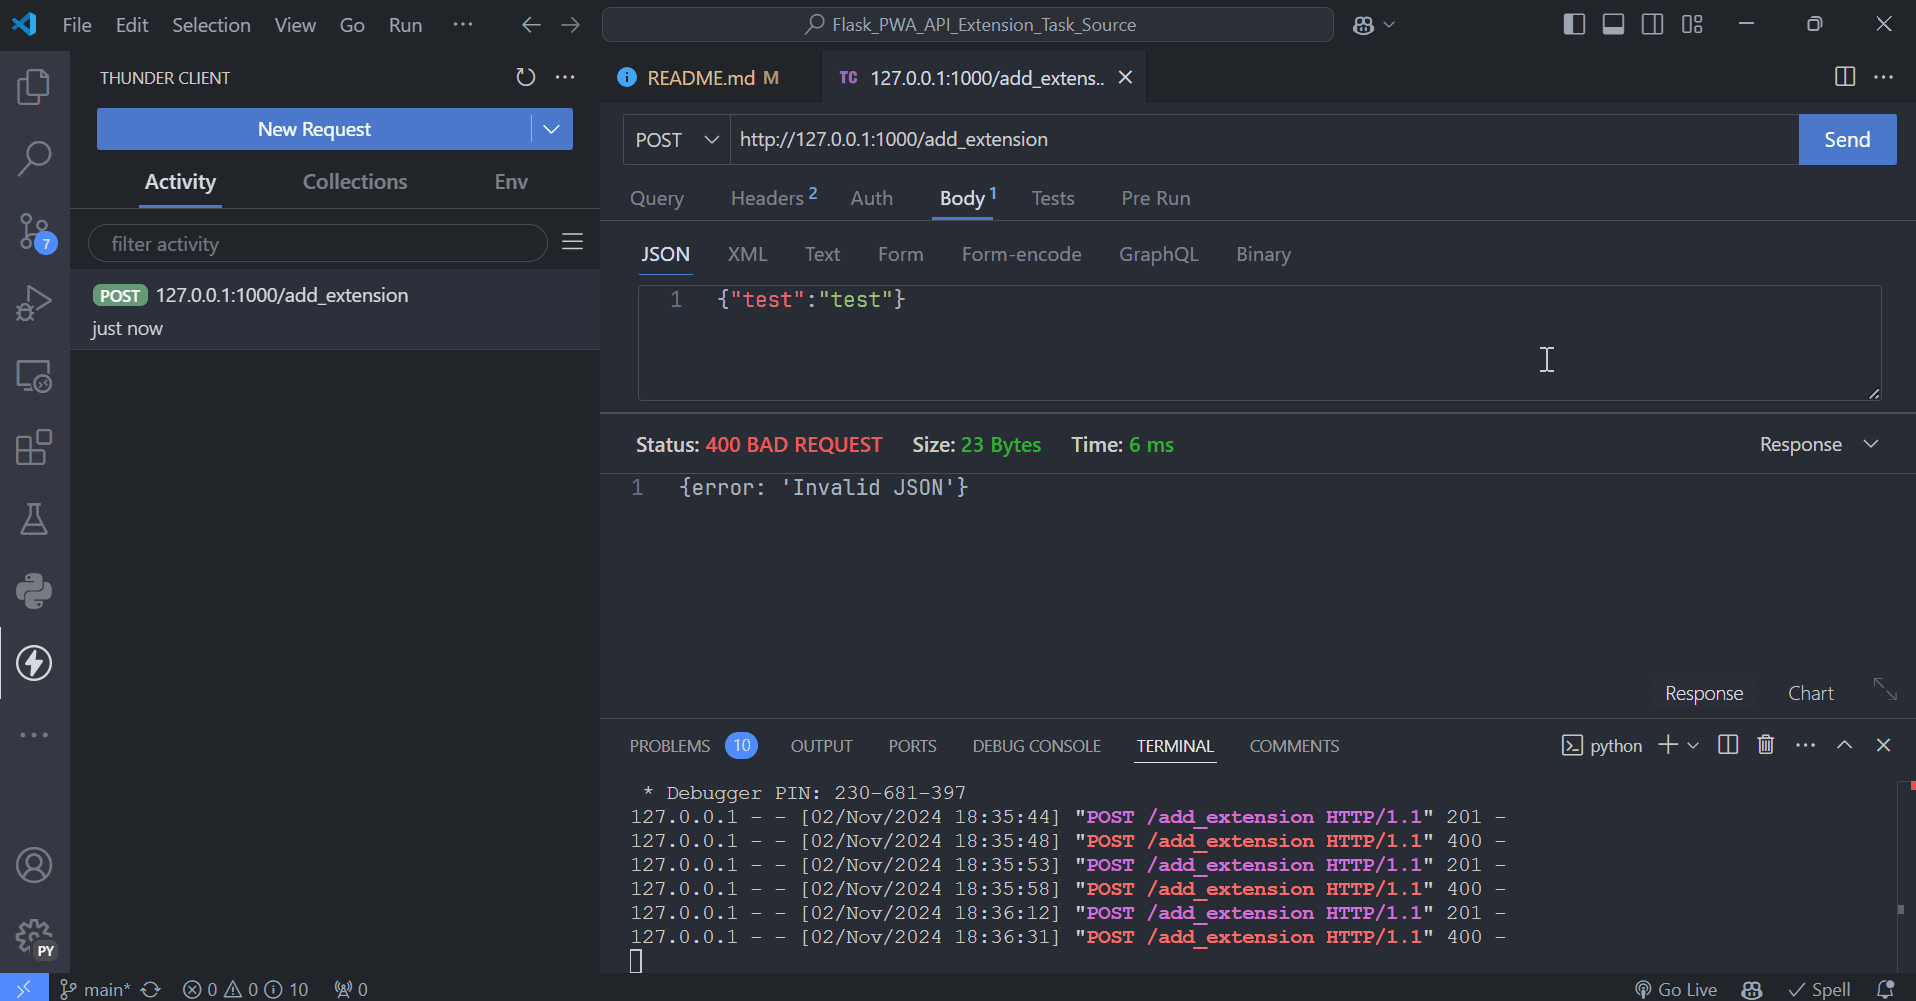 File Edit Selection View Go Run ··· Flask_PWA_API_Extension_Task_Source
THUNDER CLIENT
New Request
Activity Collections Env
filter activity
POST 127.0.0.1:1000/add_extension
just now
7
PY
README.md M
TC 127.0.0.1:1000/add_extens..
POST http://127.0.0.1:1000/add_extension Send
Query Headers 2 Auth Body 1 Tests Pre Run
JSON XML Text Form Form-encode GraphQL Binary
1 {"test":"test"}
Status: 400 BAD REQUEST Size: 23 Bytes Time: 6 ms Response
1 {error: 'Invalid JSON'}
Response Chart
PROBLEMS 10 OUTPUT PORTS DEBUG CONSOLE TERMINAL COMMENTS python
* Debugger PIN: 230-681-397
127.0.0.1 - - [02/Nov/2024 18:35:44] "POST /add_extension HTTP/1.1" 201 -
127.0.0.1 - - [02/Nov/2024 18:35:48] "POST /add_extension HTTP/1.1" 400 -
127.0.0.1 - - [02/Nov/2024 18:35:53] "POST /add_extension HTTP/1.1" 201 -
127.0.0.1 - - [02/Nov/2024 18:35:58] "POST /add_extension HTTP/1.1" 400 -
127.0.0.1 - - [02/Nov/2024 18:36:12] "POST /add_extension HTTP/1.1" 201 -
127.0.0.1 - - [02/Nov/2024 18:36:31] "POST /add_extension HTTP/1.1" 400 -
main* 0 0 10 0 Go Live Spell